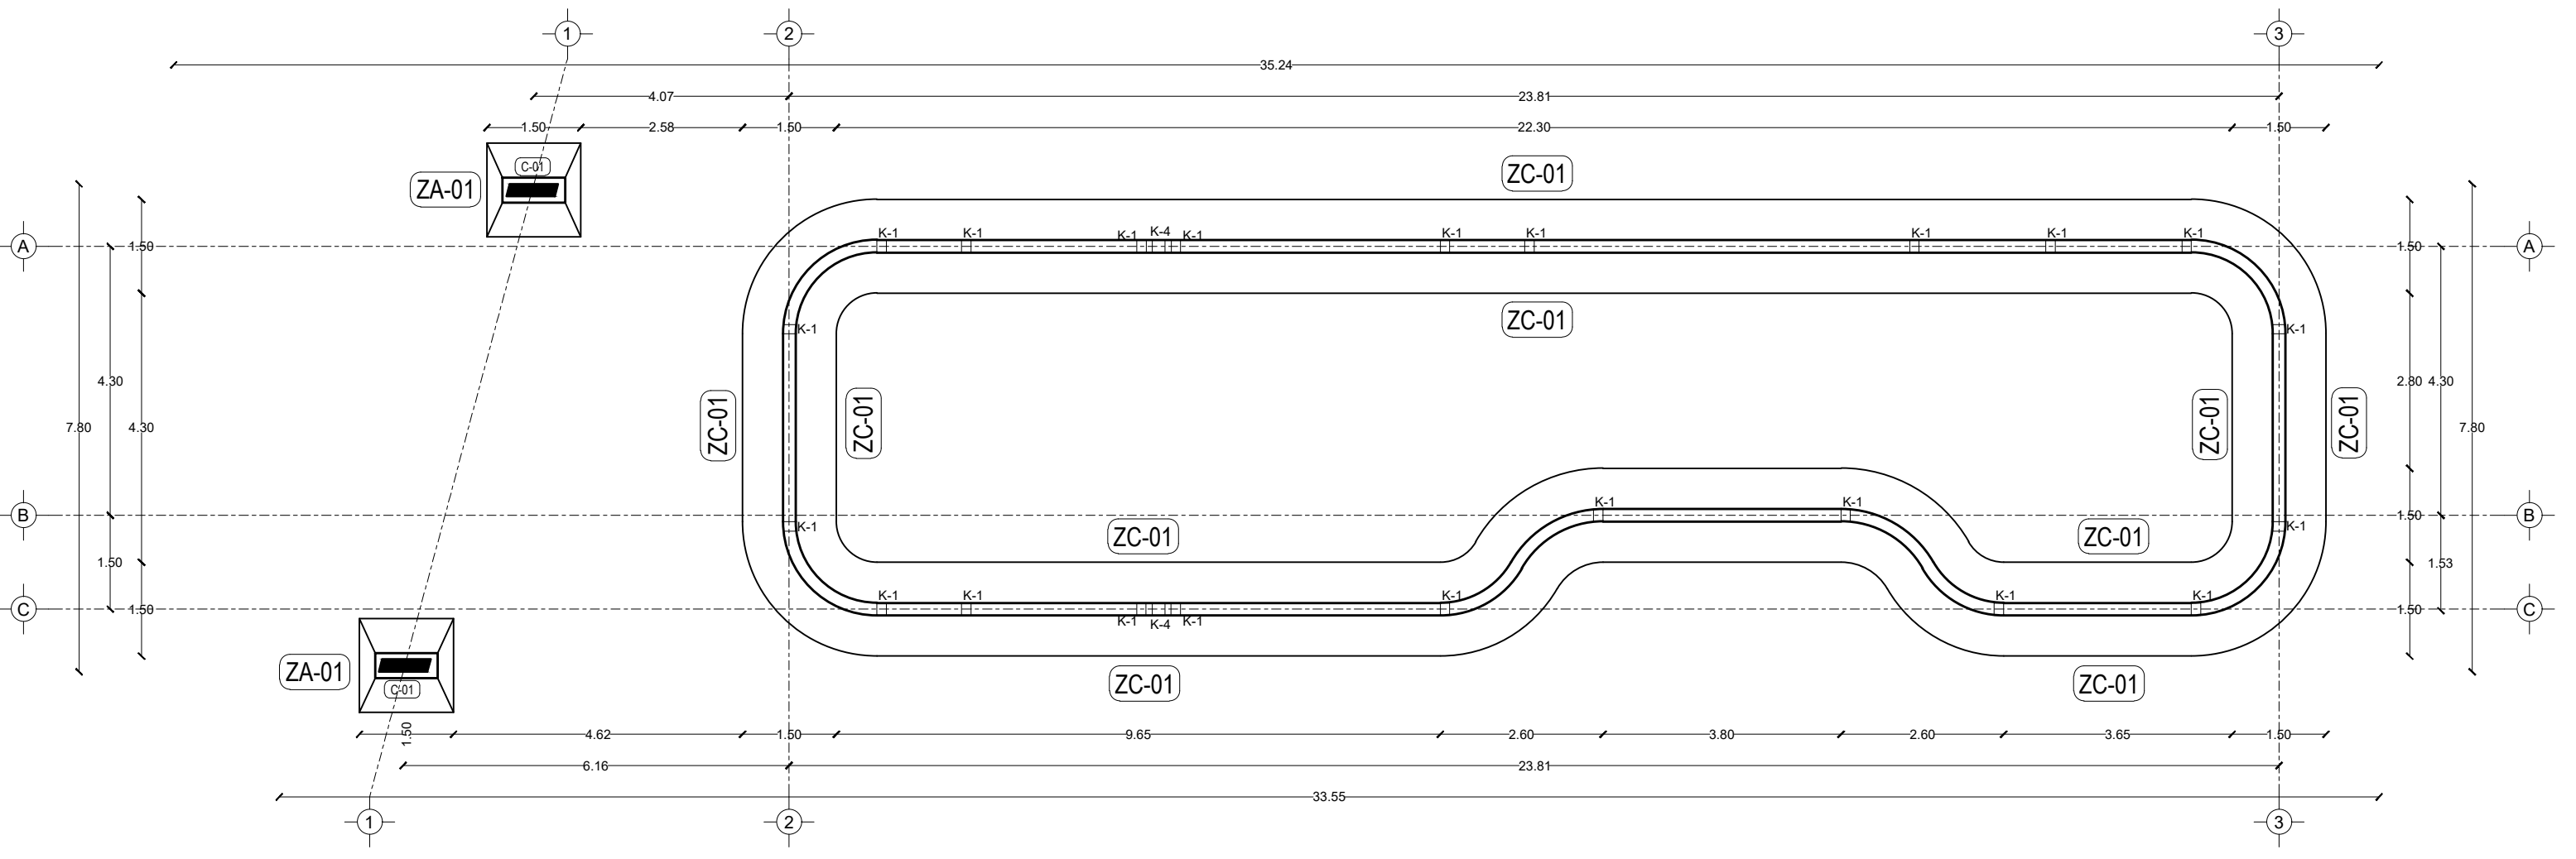 1 2 3
35.24
4.07 23.81
1.50 2.58 1.50 22.30 1.50
C-01
ZC-01
ZA-01
K-1 K-1 K-1 K-4 K-1 K-1 K-1 K-1 K-1 K-1
A 1.50 1.50 A
ZC-01
K-1 K-1
4.30 2.80 4.30
7.80 4.30 ZC-01 ZC-01 ZC-01 ZC-01 7.80
K-1 K-1
B 1.50 B
K-1 K-1
ZC-01 ZC-01
1.50 1.53
K-1 K-1 K-1 K-1 K-1
C 1.50 1.50 C
K-1 K-4 K-1
ZA-01
C-01
ZC-01 ZC-01
1.50 4.62 1.50 9.65 2.60 3.80 2.60 3.65 1.50
6.16 23.81
33.55
1 2 3